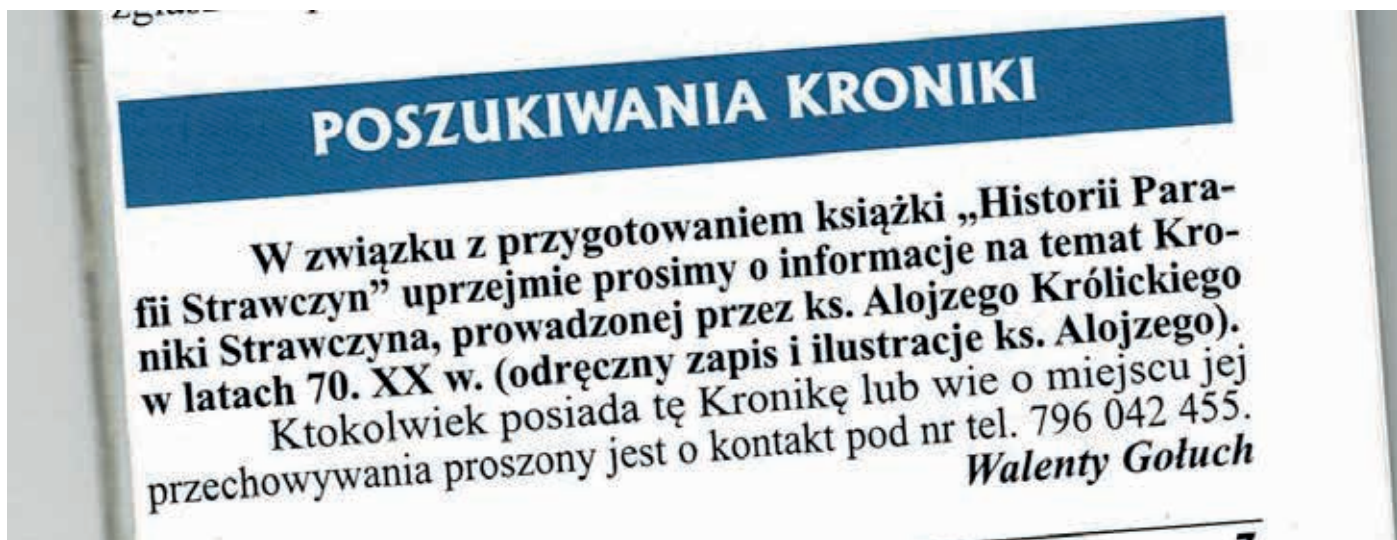 POSZUKIWANIA KRONIKI
W związku z przygotowaniem książki „Historii Para-
fii Strawczyn” uprzejmie prosimy o informacje na temat Kro-
niki Strawczyna, prowadzonej przez ks. Alojzego Królickiego
w latach 70. XX w. (odręczny zapis i ilustracje ks. Alojzego).
Ktokolwiek posiada tę Kronikę lub wie o miejscu jej
przechowywania proszony jest o kontakt pod nr tel. 796 042 455.
Walenty Gołuch